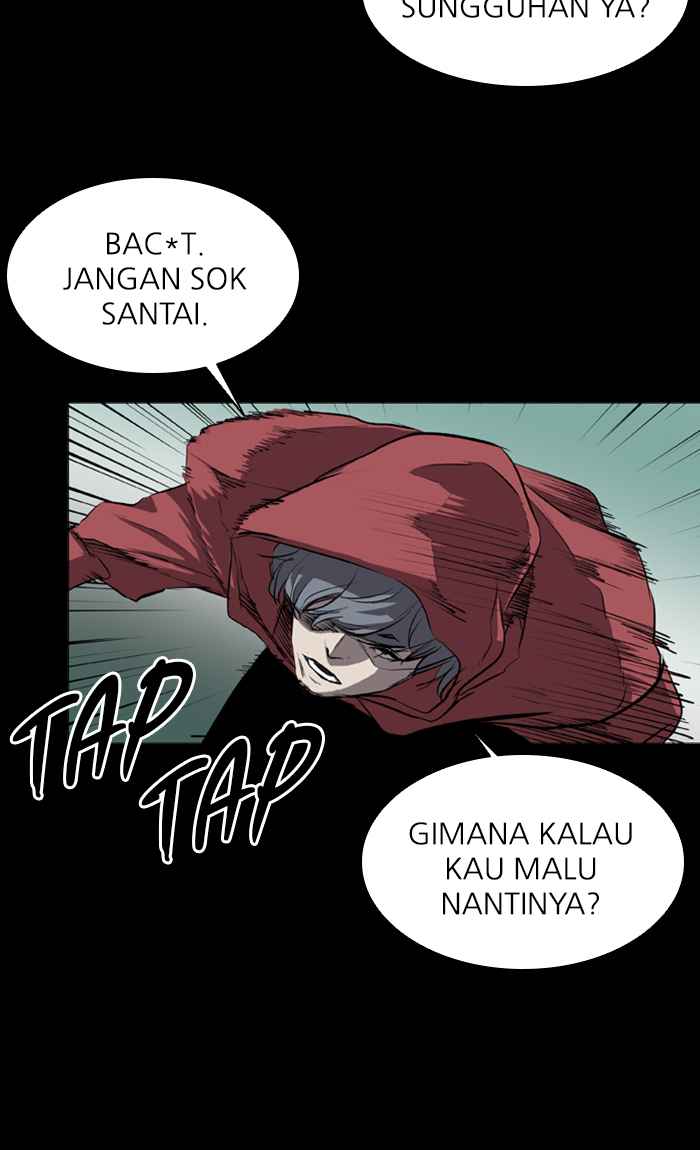 SUNGGUHAN YA?
BAC*T.
JANGAN SOK
SANTAI.
TAP
TAP
GIMANA KALAU
KAU MALU
NANTINYA?